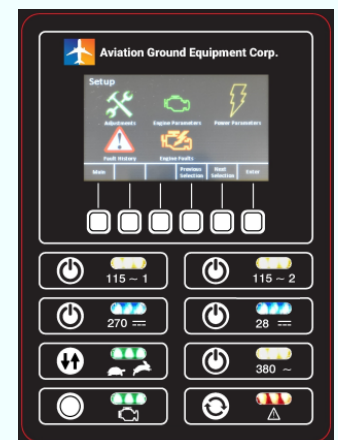 Aviation Ground Equipment Corp.
Setup
Adjustments Engine Parameters Power Parameters
Fault History Engine Faults
Main Previous Selection Next Selection Enter
115 ~ 1
115 ~ 2
270 ⎓
28 ⎓
380 ~